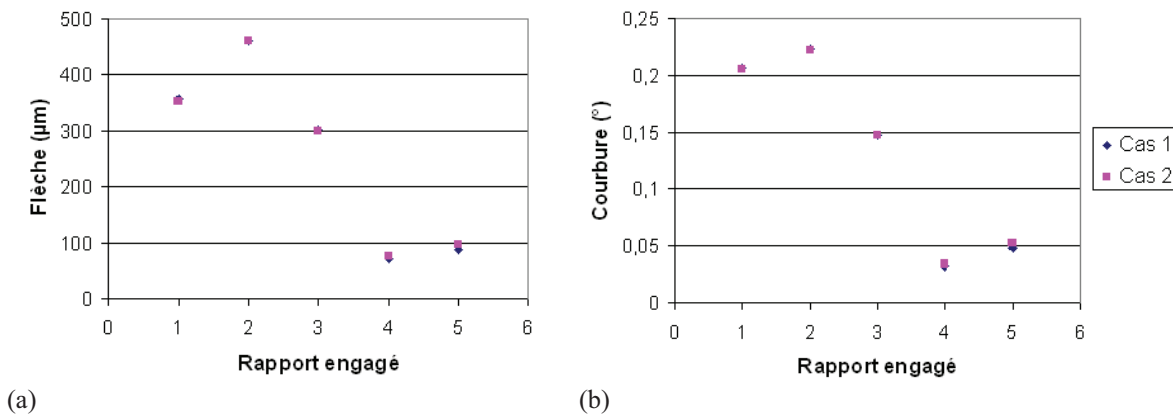 500
400
300
200
100
0
0 1 2 3 4 5 6
Flèche (µm)
Rapport engagé
(a)
0,25
0,2
0,15
0,1
0,05
0
0 1 2 3 4 5 6
Courbure (°)
Rapport engagé
(b)
Cas 1
Cas 2